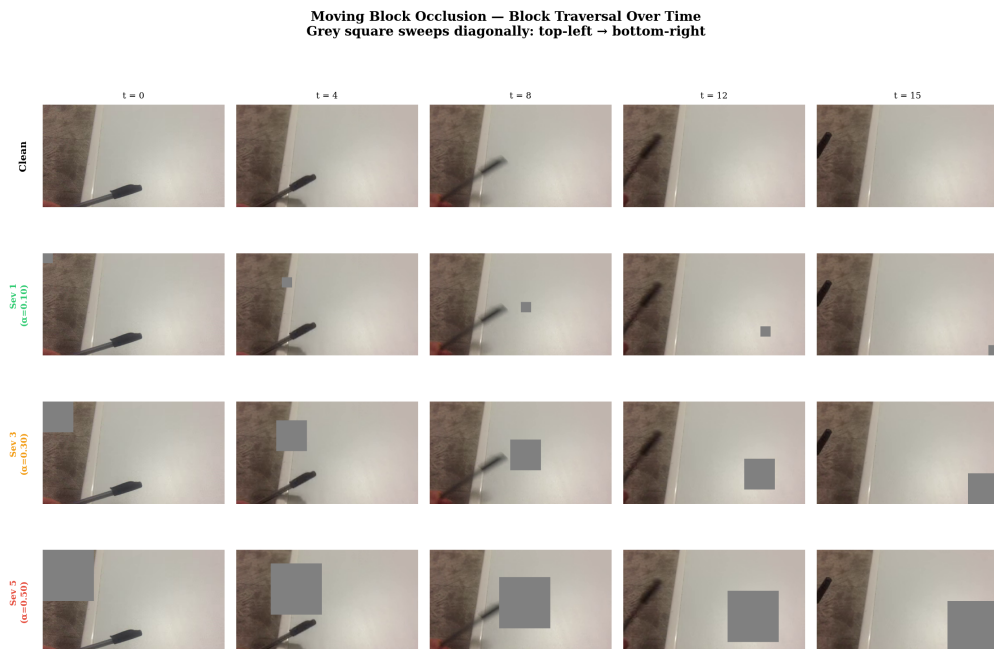 Moving Block Occlusion — Block Traversal Over Time
Grey square sweeps diagonally: top-left → bottom-right
t = 0
t = 4
t = 8
t = 12
t = 15
Clean
Sev 1
(α=0.10)
Sev 3
(α=0.30)
Sev 5
(α=0.50)